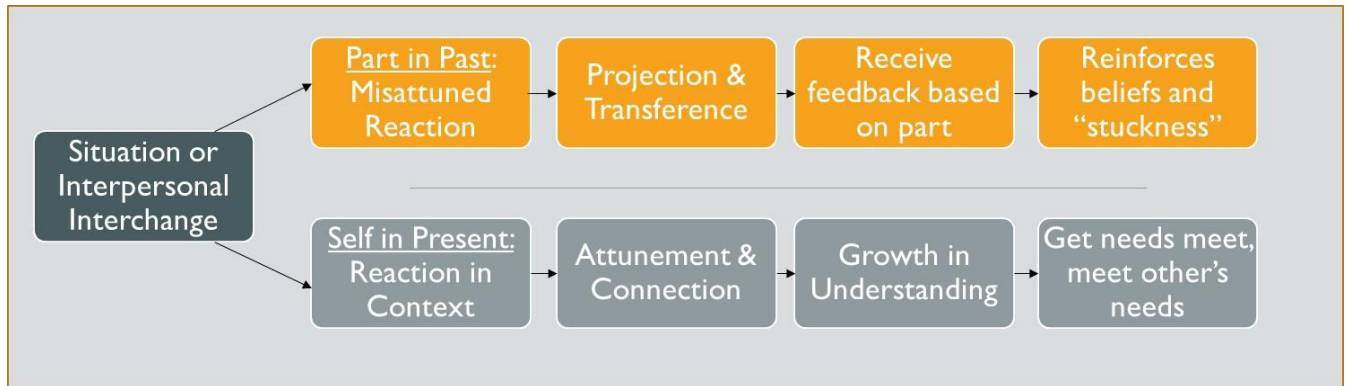 Situation or
Interpersonal
Interchange
Part in Past:
Misattuned
Reaction
Projection &
Transference
Receive
feedback based
on part
Reinforces
beliefs and
“stuckness”
Self in Present:
Reaction in
Context
Attunement &
Connection
Growth in
Understanding
Get needs meet,
meet other’s
needs